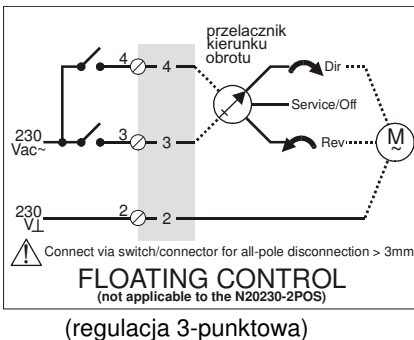 przelacznik
kierunku
obrotu
4 4 Dir
Service/Off
230
Vac~
3 3 Rev
M
~
230
V⊥
2 2
Connect via switch/connector for all-pole disconnection > 3mm
FLOATING CONTROL
(not applicable to the N20230-2POS)
(regulacja 3-punktowa)